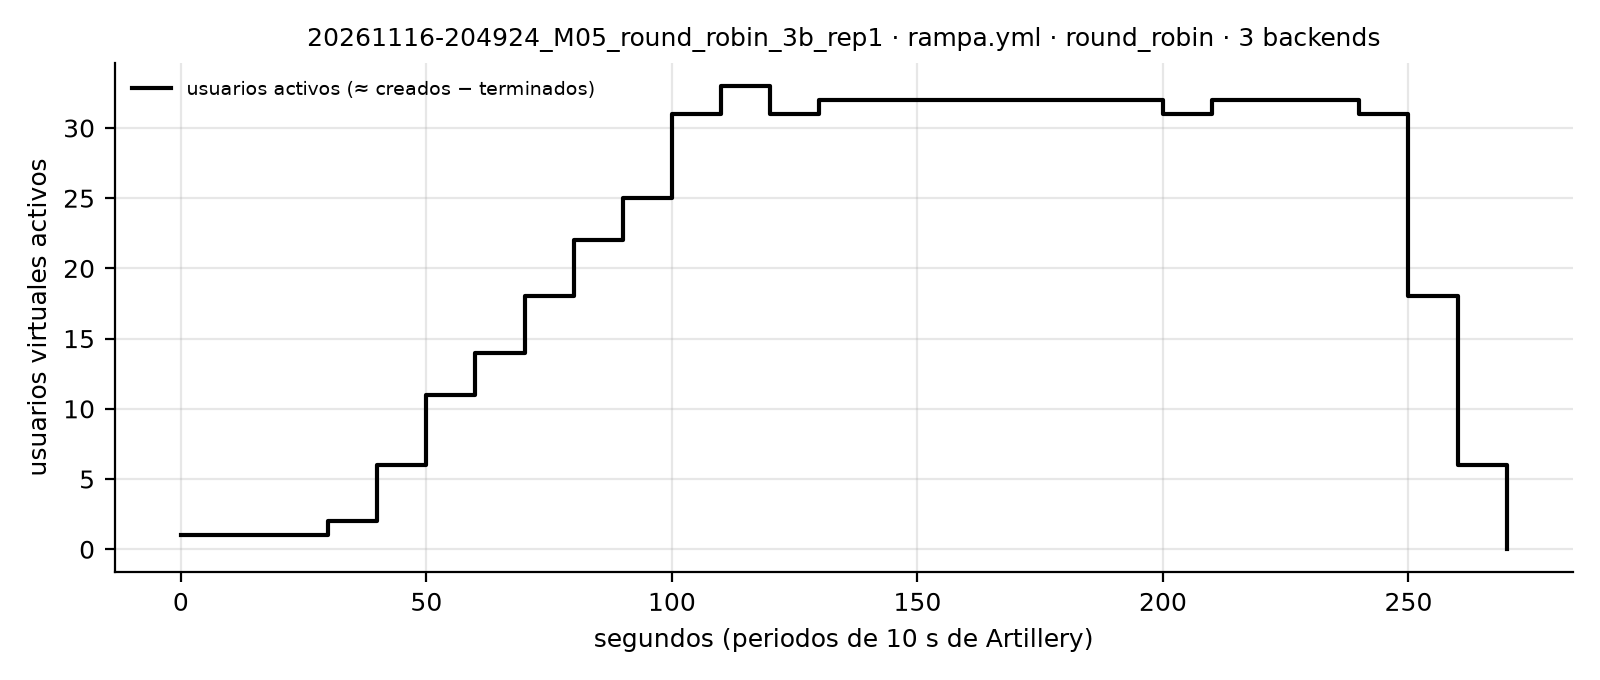 20261116-204924_M05_round_robin_3b_rep1 · rampa.yml · round_robin · 3 backends
usuarios activos (≈ creados − terminados)
usuarios virtuales activos
30
25
20
15
10
5
0
0 50 100 150 200 250
segundos (periodos de 10 s de Artillery)